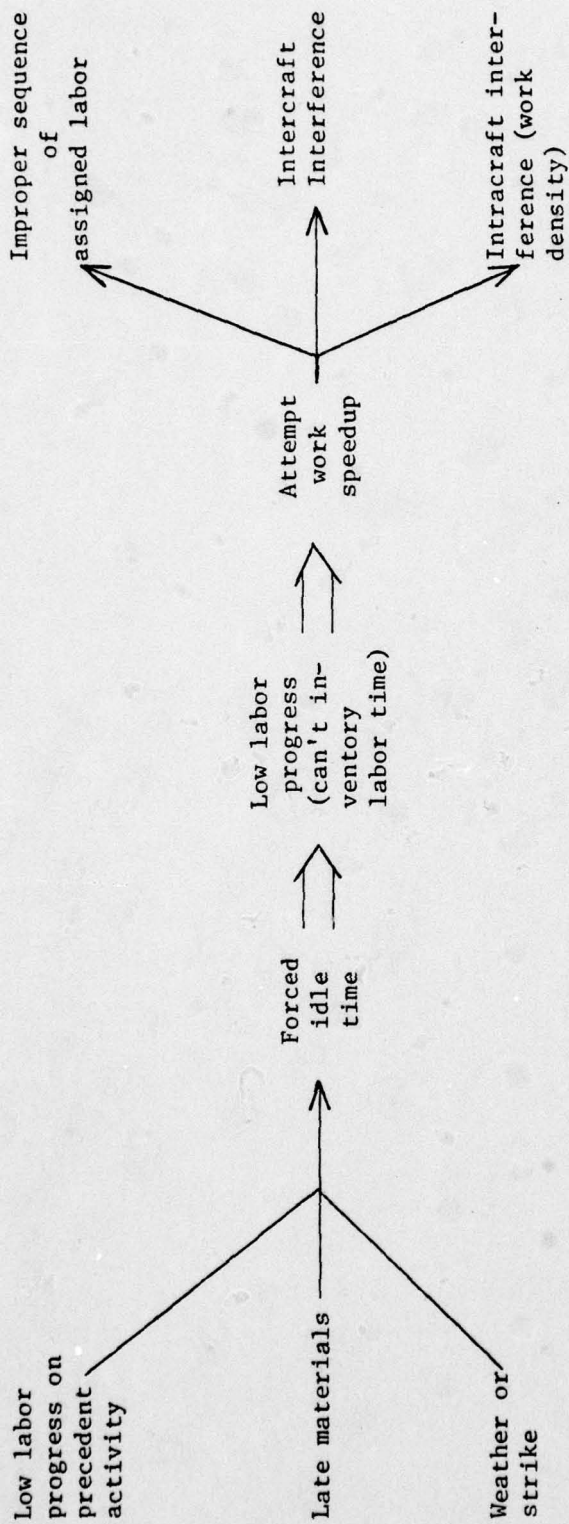 Low labor
progress on
precedent
activity
Late materials
Weather or
strike
Forced
idle
time
Low labor
progress
(can't in-
ventory
labor time)
Attempt
work
speedup
Improper sequence
of
assigned labor
Intercraft
Interference
Intracraft inter-
ference (work
density)